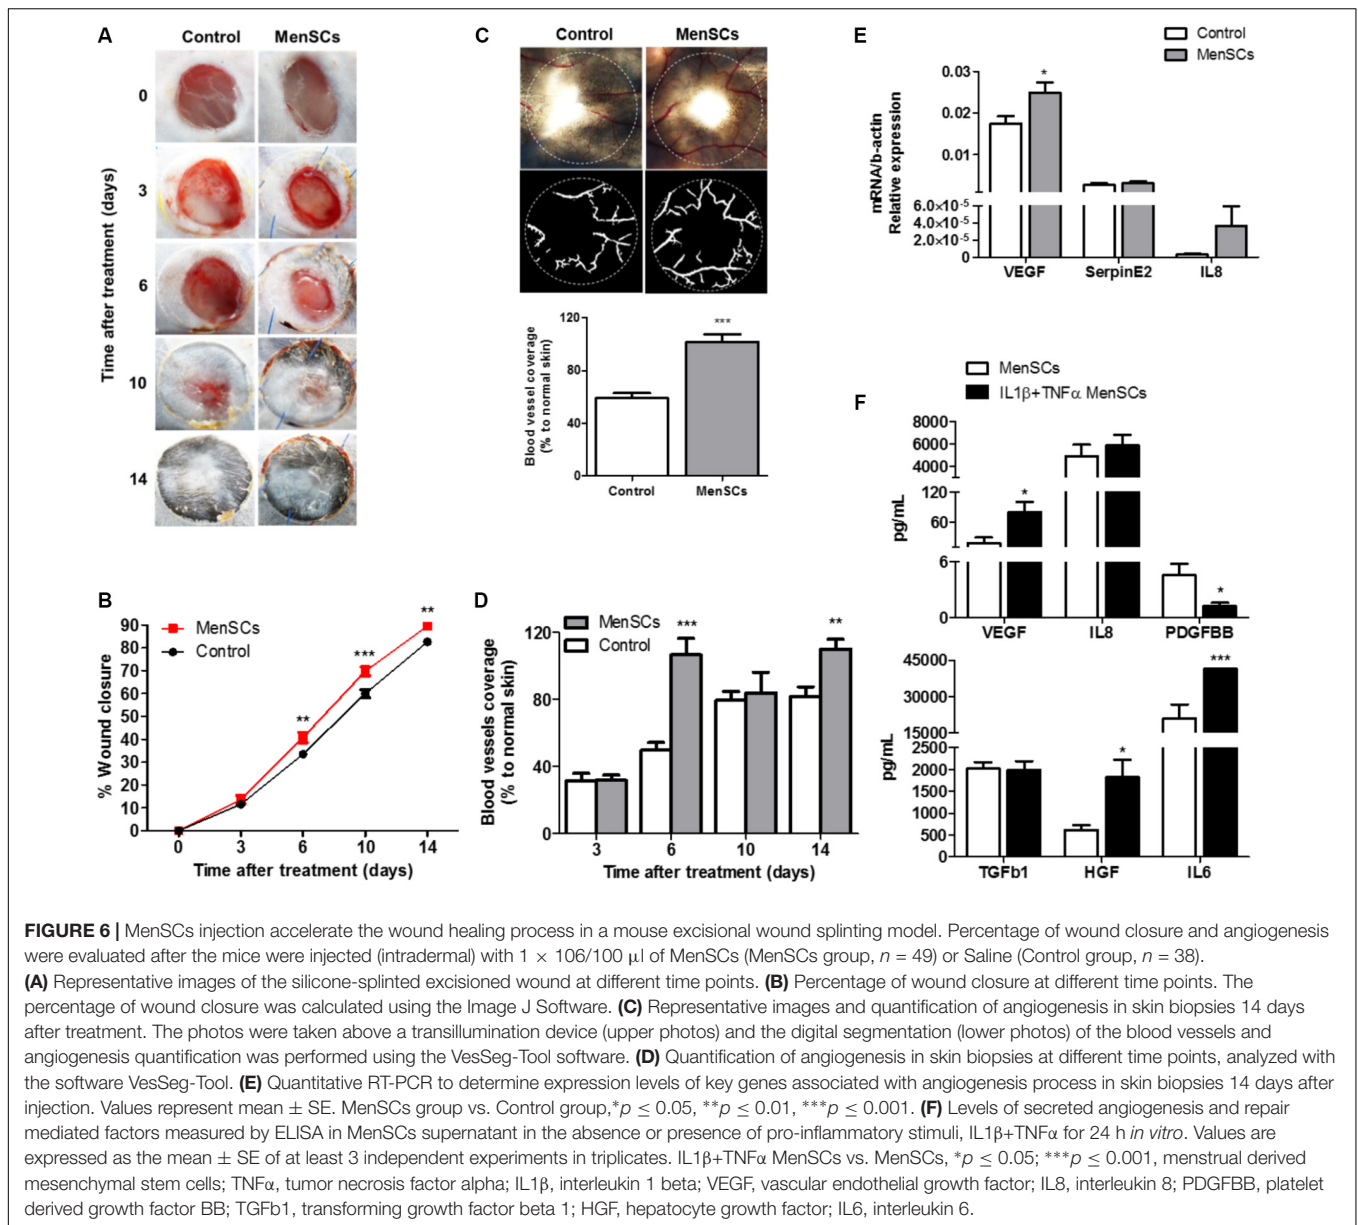 A
Control MenSCs
0
3
6
10
14
Time after treatment (days)
B
MenSCs
Control
90
80
70
60
50
40
30
20
10
0
% Wound closure
** *** **
0 3 6 10 14
Time after treatment (days)
C
Control MenSCs
120
80
40
0
Blood vessel coverage
(% to normal skin)
***
Control MenSCs
D
MenSCs
Control
120
80
40
0
Blood vessels coverage
(% to normal skin)
*** **
3 6 10 14
Time after treatment (days)
E
Control
MenSCs
0.03
0.02
0.01
6.0×10-5
4.0×10-5
2.0×10-5
0
mRNA/b-actin
Relative expression
*
VEGF SerpinE2 IL8
F
MenSCs
IL1β+TNFα MenSCs
8000
6000
4000
120
60
6
0
pg/mL
* *
VEGF IL8 PDGFBB
45000
30000
15000
2500
2000
1500
1000
500
0
pg/mL
* ***
TGFb1 HGF IL6
FIGURE 6 | MenSCs injection accelerate the wound healing process in a mouse excisional wound splinting model. Percentage of wound closure and angiogenesis
were evaluated after the mice were injected (intradermal) with 1 × 106/100 μl of MenSCs (MenSCs group, n = 49) or Saline (Control group, n = 38).
(A) Representative images of the silicone-splinted excisioned wound at different time points. (B) Percentage of wound closure at different time points. The
percentage of wound closure was calculated using the Image J Software. (C) Representative images and quantification of angiogenesis in skin biopsies 14 days
after treatment. The photos were taken above a transillumination device (upper photos) and the digital segmentation (lower photos) of the blood vessels and
angiogenesis quantification was performed using the VesSeg-Tool software. (D) Quantification of angiogenesis in skin biopsies at different time points, analyzed with
the software VesSeg-Tool. (E) Quantitative RT-PCR to determine expression levels of key genes associated with angiogenesis process in skin biopsies 14 days after
injection. Values represent mean ± SE. MenSCs group vs. Control group,*p ≤ 0.05, **p ≤ 0.01, ***p ≤ 0.001. (F) Levels of secreted angiogenesis and repair
mediated factors measured by ELISA in MenSCs supernatant in the absence or presence of pro-inflammatory stimuli, IL1β+TNFα for 24 h in vitro. Values are
expressed as the mean ± SE of at least 3 independent experiments in triplicates. IL1β+TNFα MenSCs vs. MenSCs, *p ≤ 0.05; ***p ≤ 0.001, menstrual derived
mesenchymal stem cells; TNFα, tumor necrosis factor alpha; IL1β, interleukin 1 beta; VEGF, vascular endothelial growth factor; IL8, interleukin 8; PDGFBB, platelet
derived growth factor BB; TGFb1, transforming growth factor beta 1; HGF, hepatocyte growth factor; IL6, interleukin 6.